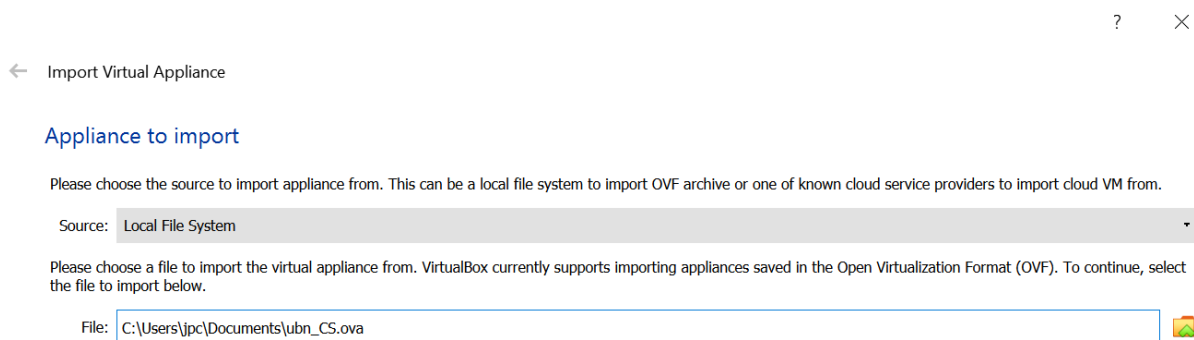 ?
Import Virtual Appliance
Appliance to import
Please choose the source to import appliance from. This can be a local file system to import OVF archive or one of known cloud service providers to import cloud VM from.
Source: Local File System
Please choose a file to import the virtual appliance from. VirtualBox currently supports importing appliances saved in the Open Virtualization Format (OVF). To continue, select
the file to import below.
File: C:\Users\jpc\Documents\ubn_CS.ova